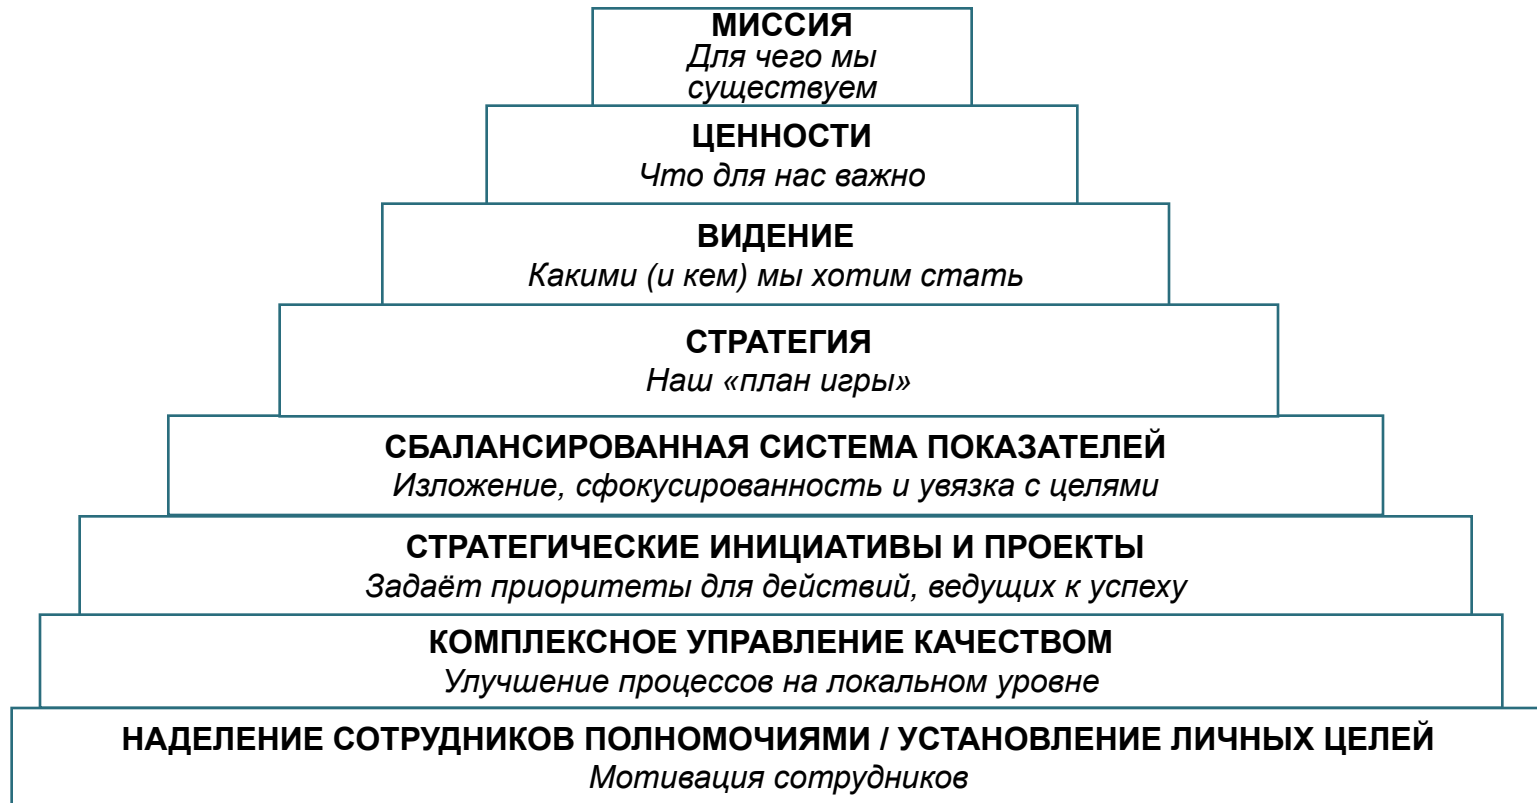 МИССИЯ
Для чего мы
существуем
ЦЕННОСТИ
Что для нас важно
ВИДЕНИЕ
Какими (и кем) мы хотим стать
СТРАТЕГИЯ
Наш «план игры»
СБАЛАНСИРОВАННАЯ СИСТЕМА ПОКАЗАТЕЛЕЙ
Изложение, сфокусированность и увязка с целями
СТРАТЕГИЧЕСКИЕ ИНИЦИАТИВЫ И ПРОЕКТЫ
Задаёт приоритеты для действий, ведущих к успеху
КОМПЛЕКСНОЕ УПРАВЛЕНИЕ КАЧЕСТВОМ
Улучшение процессов на локальном уровне
НАДЕЛЕНИЕ СОТРУДНИКОВ ПОЛНОМОЧИЯМИ / УСТАНОВЛЕНИЕ ЛИЧНЫХ ЦЕЛЕЙ
Мотивация сотрудников